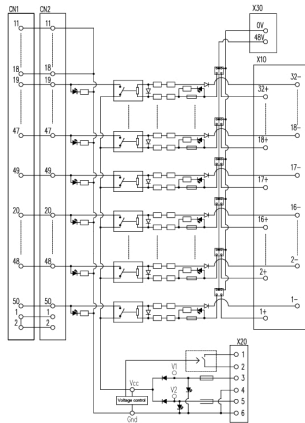 CN1 CN2 X30
11 11 0V
48V
X10
18 18 32-
19 19 32+
47 47 18-
18+
49 49 17-
17+
20 20 16-
16+
48 48 2-
2+
50 50 1-
1 1 1+
2 2
X20
V1 1
2
Vcc 3
V2 4
Voltage control 5
Gnd 6